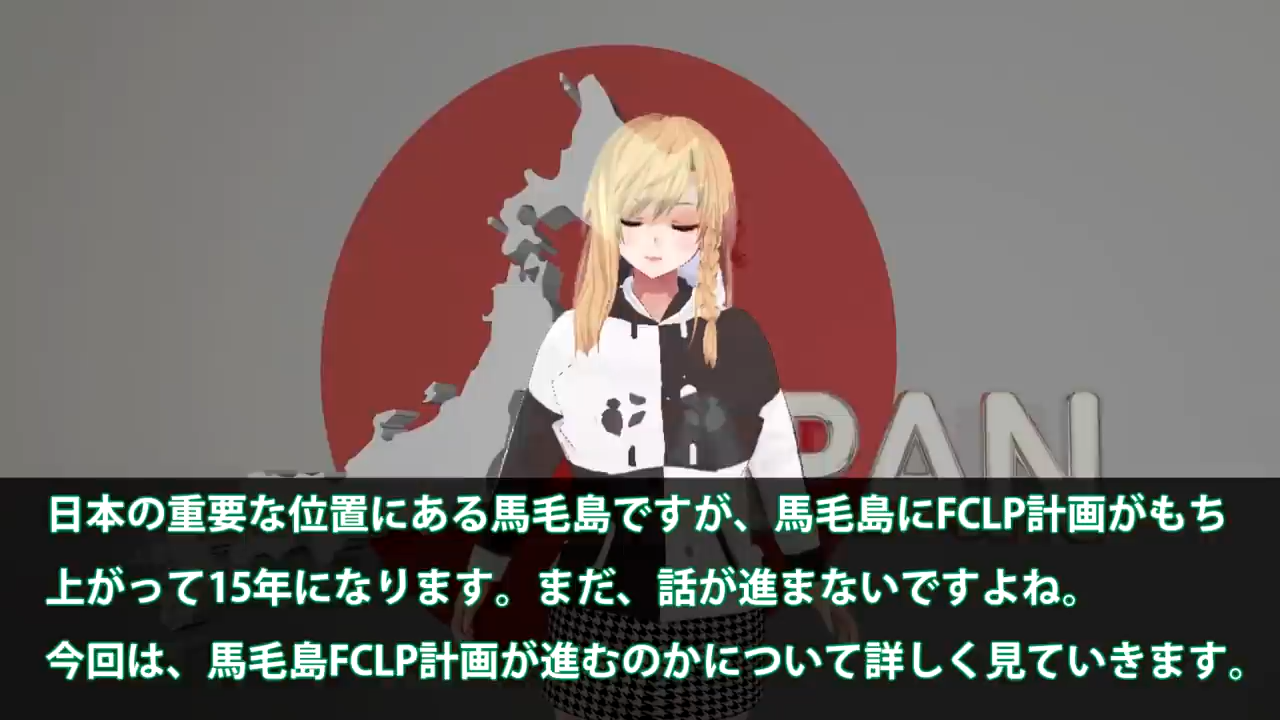 PAN
日本の重要な位置にある馬毛島ですが、馬毛島にFCLP計画がもち
上がって15年になります。まだ、話が進まないですよね。
今回は、馬毛島FCLP計画が進むのかについて詳しく見ていきます。